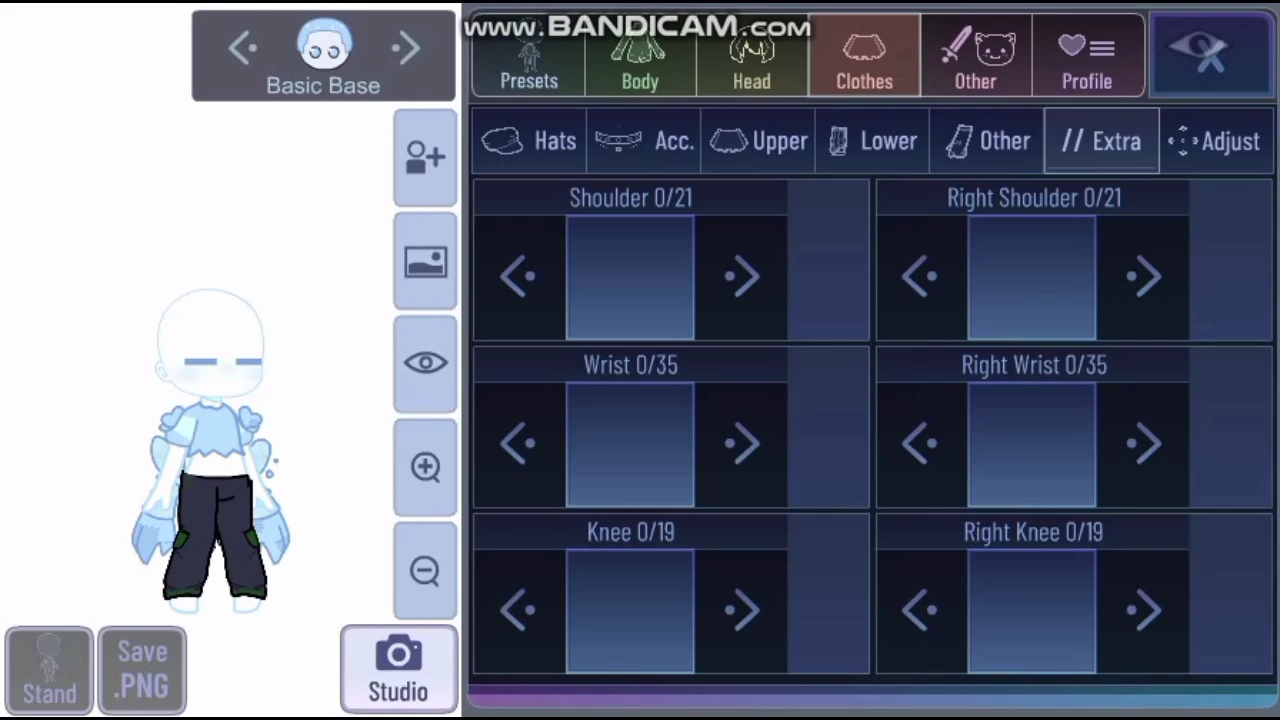 www.BANDICAM.com
Basic Base
Presets
Body
Head
Clothes
Other
Profile
Hats
Acc.
Upper
Lower
Other
// Extra
Adjust
Shoulder 0/21
Right Shoulder 0/21
Wrist 0/35
Right Wrist 0/35
Knee 0/19
Right Knee 0/19
Stand
Save
.PNG
Studio